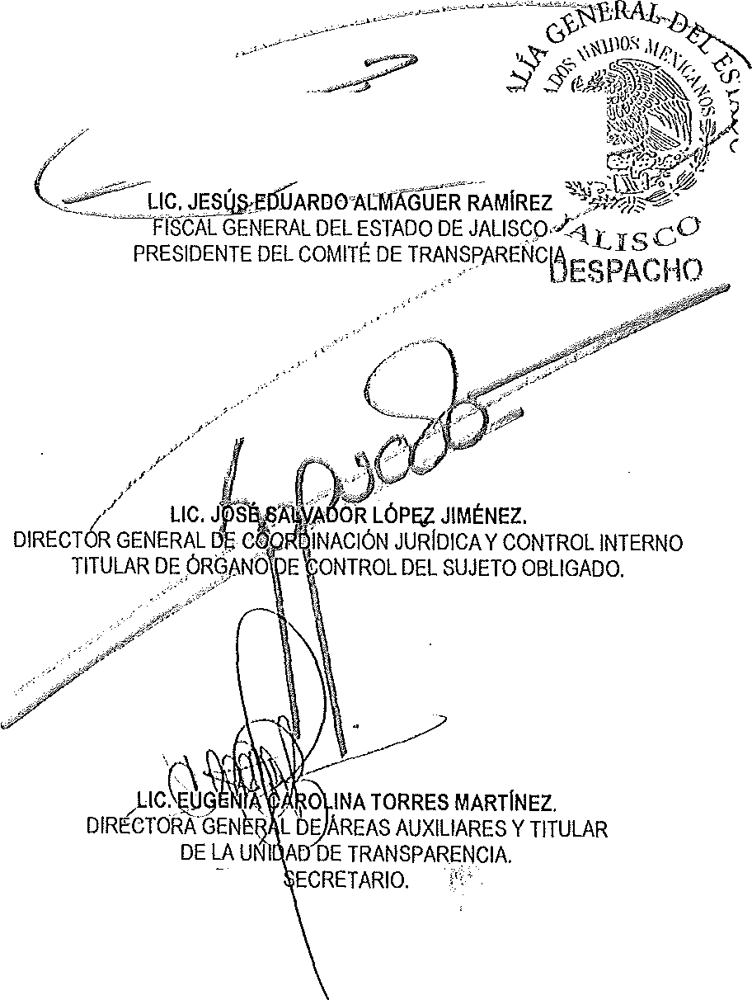 GENERAL DEL
UNIDOS MEXICANOS
LIC. JESÚS EDUARDO ALMAGUER RAMÍREZ
FISCAL GENERAL DEL ESTADO DE JALISCO
PRESIDENTE DEL COMITÉ DE TRANSPARENCIA
JALISCO
DESPACHO
LIC. JOSÉ SALVADOR LÓPEZ JIMÉNEZ.
DIRECTOR GENERAL DE COORDINACIÓN JURÍDICA Y CONTROL INTERNO
TITULAR DE ÓRGANO DE CONTROL DEL SUJETO OBLIGADO.
LIC. EUGENIA CAROLINA TORRES MARTÍNEZ.
DIRECTORA GENERAL DE ÁREAS AUXILIARES Y TITULAR
DE LA UNIDAD DE TRANSPARENCIA.
SECRETARIO.